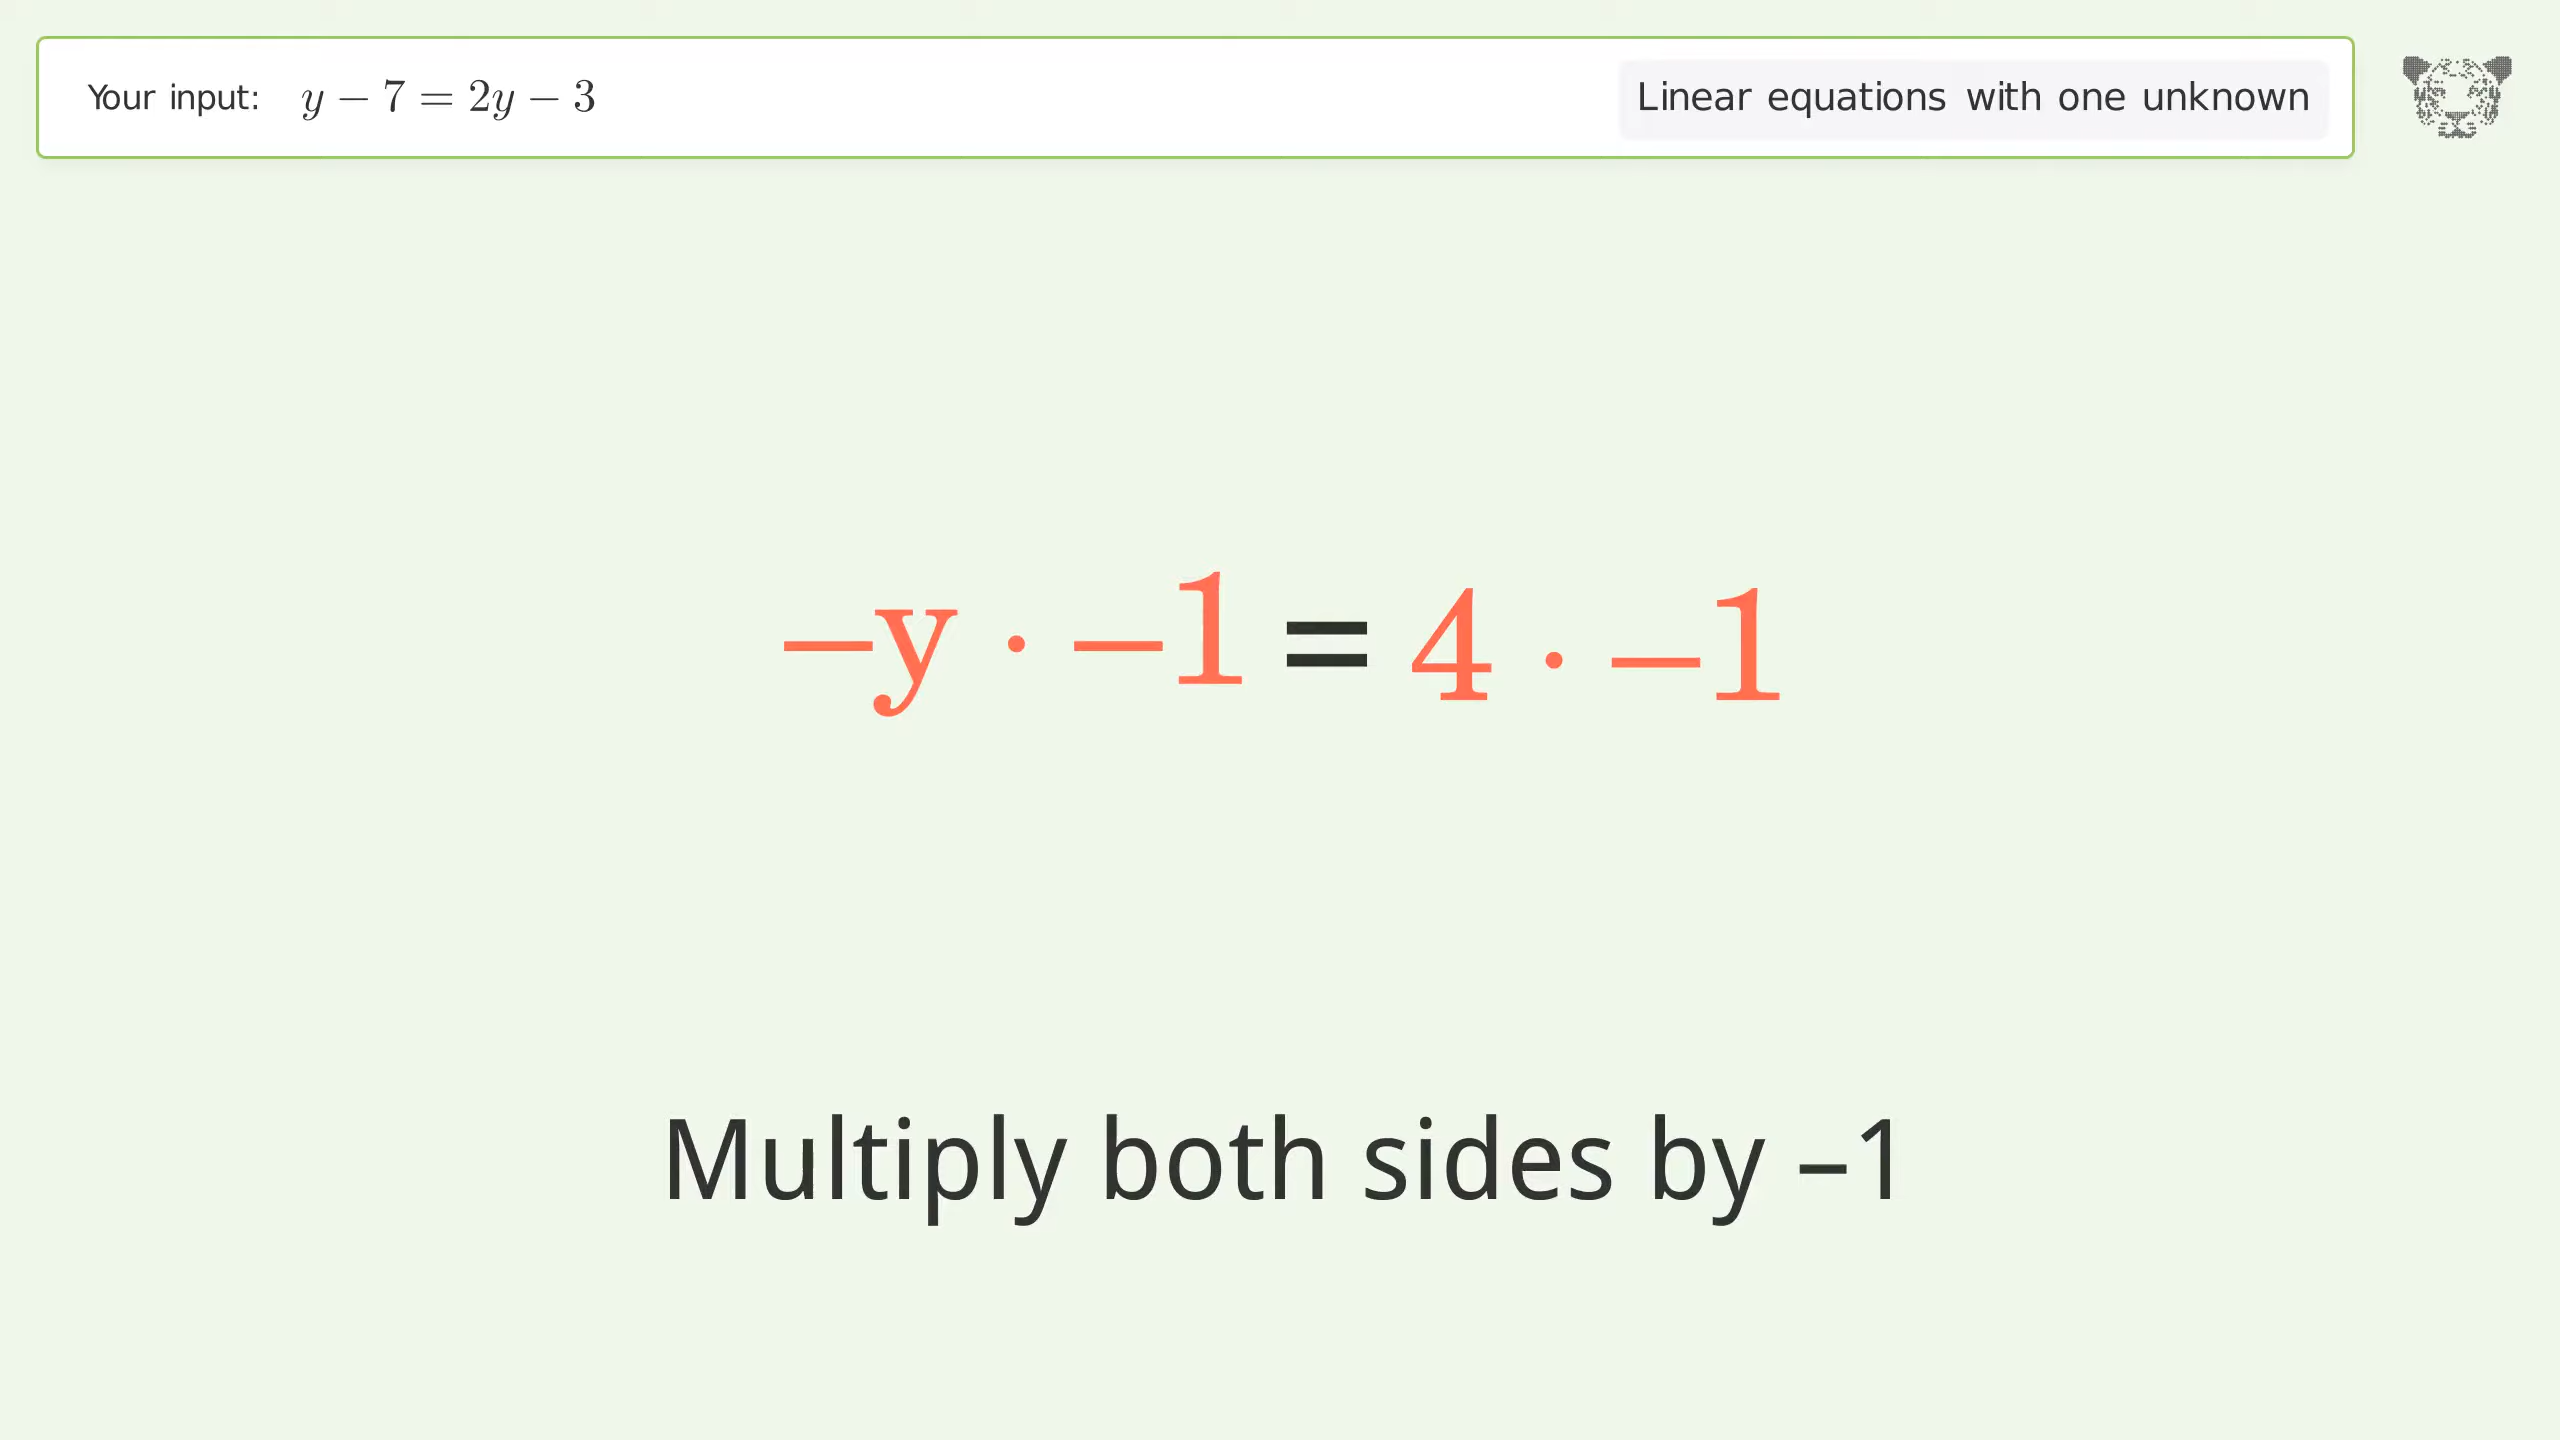 Your input: y − 7 = 2y − 3
Linear equations with one unknown
−y · −1 = 4 · −1
Multiply both sides by –1